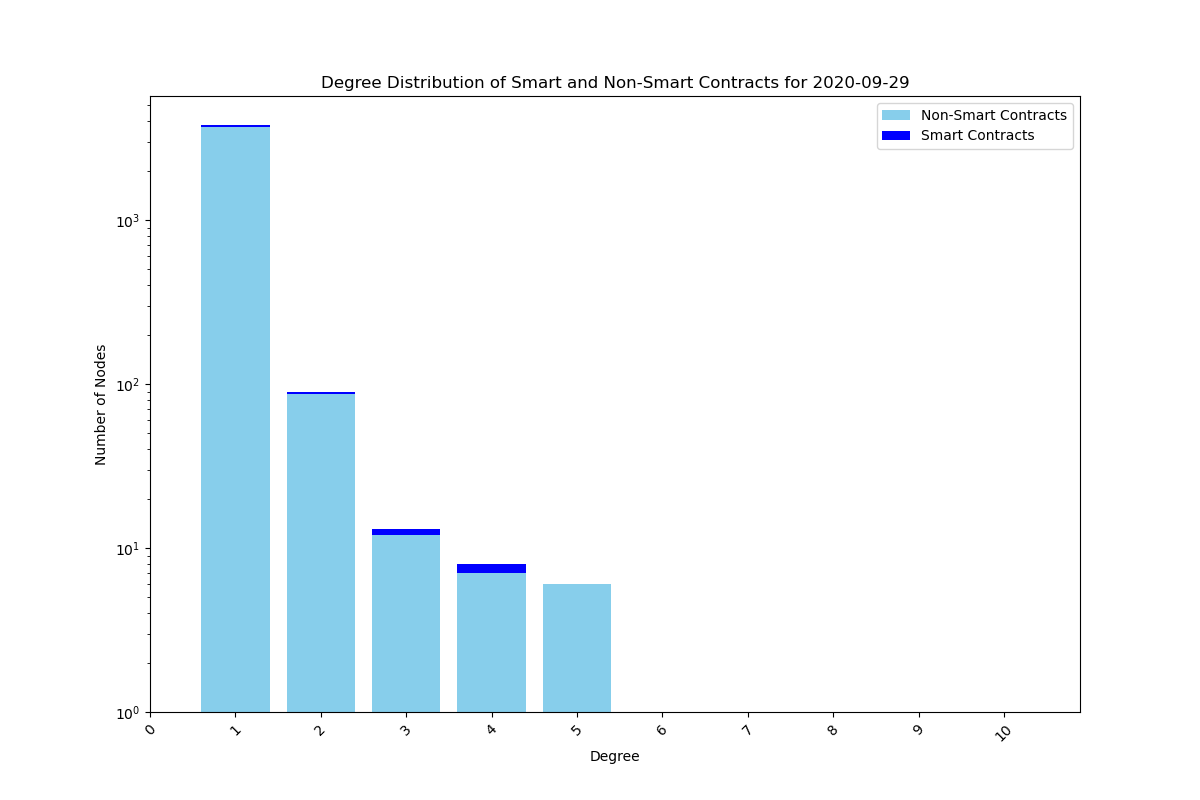 Degree Distribution of Smart and Non-Smart Contracts for 2020-09-29
Non-Smart Contracts
Smart Contracts
Number of Nodes
10³
10²
10¹
10⁰
0 1 2 3 4 5 6 7 8 9 10
Degree